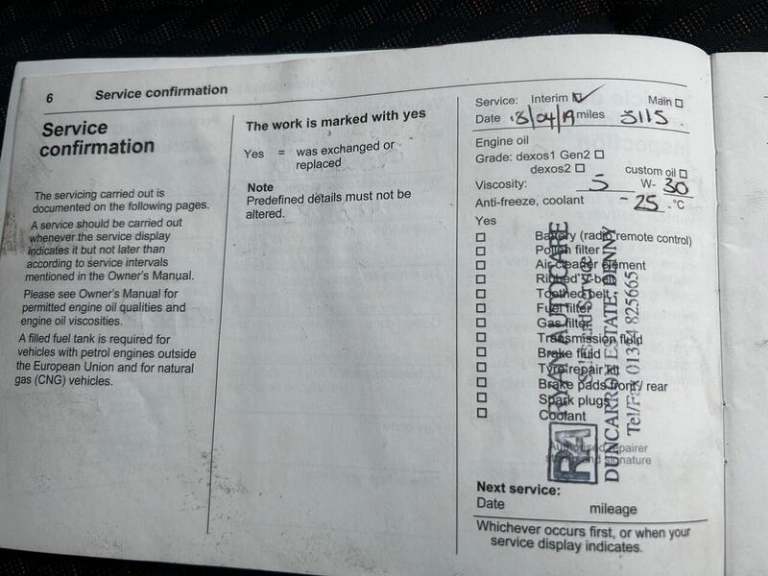 6 Service confirmation
Service
confirmation
The servicing carried out is
documented on the following pages.
A service should be carried out
whenever the service display
indicates it but not later than
according to service intervals
mentioned in the Owner's Manual.
Please see Owner's Manual for
permitted engine oil qualities and
engine oil viscosities.
A filled fuel tank is required for
vehicles with petrol engines outside
the European Union and for natural
gas (CNG) vehicles.
The work is marked with yes
Yes = was exchanged or
replaced
Note
Predefined details must not be
altered.
Service: Interim Main
Date /04/19 miles 5115
Engine oil
Grade: dexos1 Gen2
dexos2 custom oil
Viscosity: 5 W- 30
Anti-freeze, coolant -25 °C
Yes
Battery (radio remote control)
Pollen filter
Air cleaner element
Ribbed V-belt
Toothed belt
Fuel filter
Gas filter
Transmission fluid
Brake fluid
Tyre repair kit
Brake pads front/ rear
Spark plugs
Coolant
repairer
signature
RA
AUTOCARE
ESTATE, DENNY
825665
Next service:
Date mileage
Whichever occurs first, or when your
service display indicates.